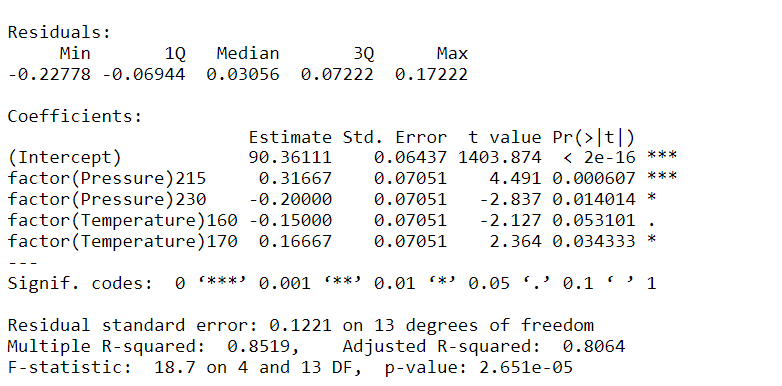 Residuals:
     Min       1Q   Median       3Q      Max
-0.22778 -0.06944  0.03056  0.07222  0.17222

Coefficients:
                       Estimate Std. Error  t value Pr(>|t|)
(Intercept)            90.36111    0.06437 1403.874  < 2e-16 ***
factor(Pressure)215     0.31667    0.07051    4.491 0.000607 ***
factor(Pressure)230    -0.20000    0.07051   -2.837 0.014014 *
factor(Temperature)160 -0.15000    0.07051   -2.127 0.053101 .
factor(Temperature)170  0.16667    0.07051    2.364 0.034333 *
---
Signif. codes:  0 ‘***’ 0.001 ‘**’ 0.01 ‘*’ 0.05 ‘.’ 0.1 ‘ ’ 1

Residual standard error: 0.1221 on 13 degrees of freedom
Multiple R-squared:  0.8519,    Adjusted R-squared:  0.8064
F-statistic:  18.7 on 4 and 13 DF,  p-value: 2.651e-05